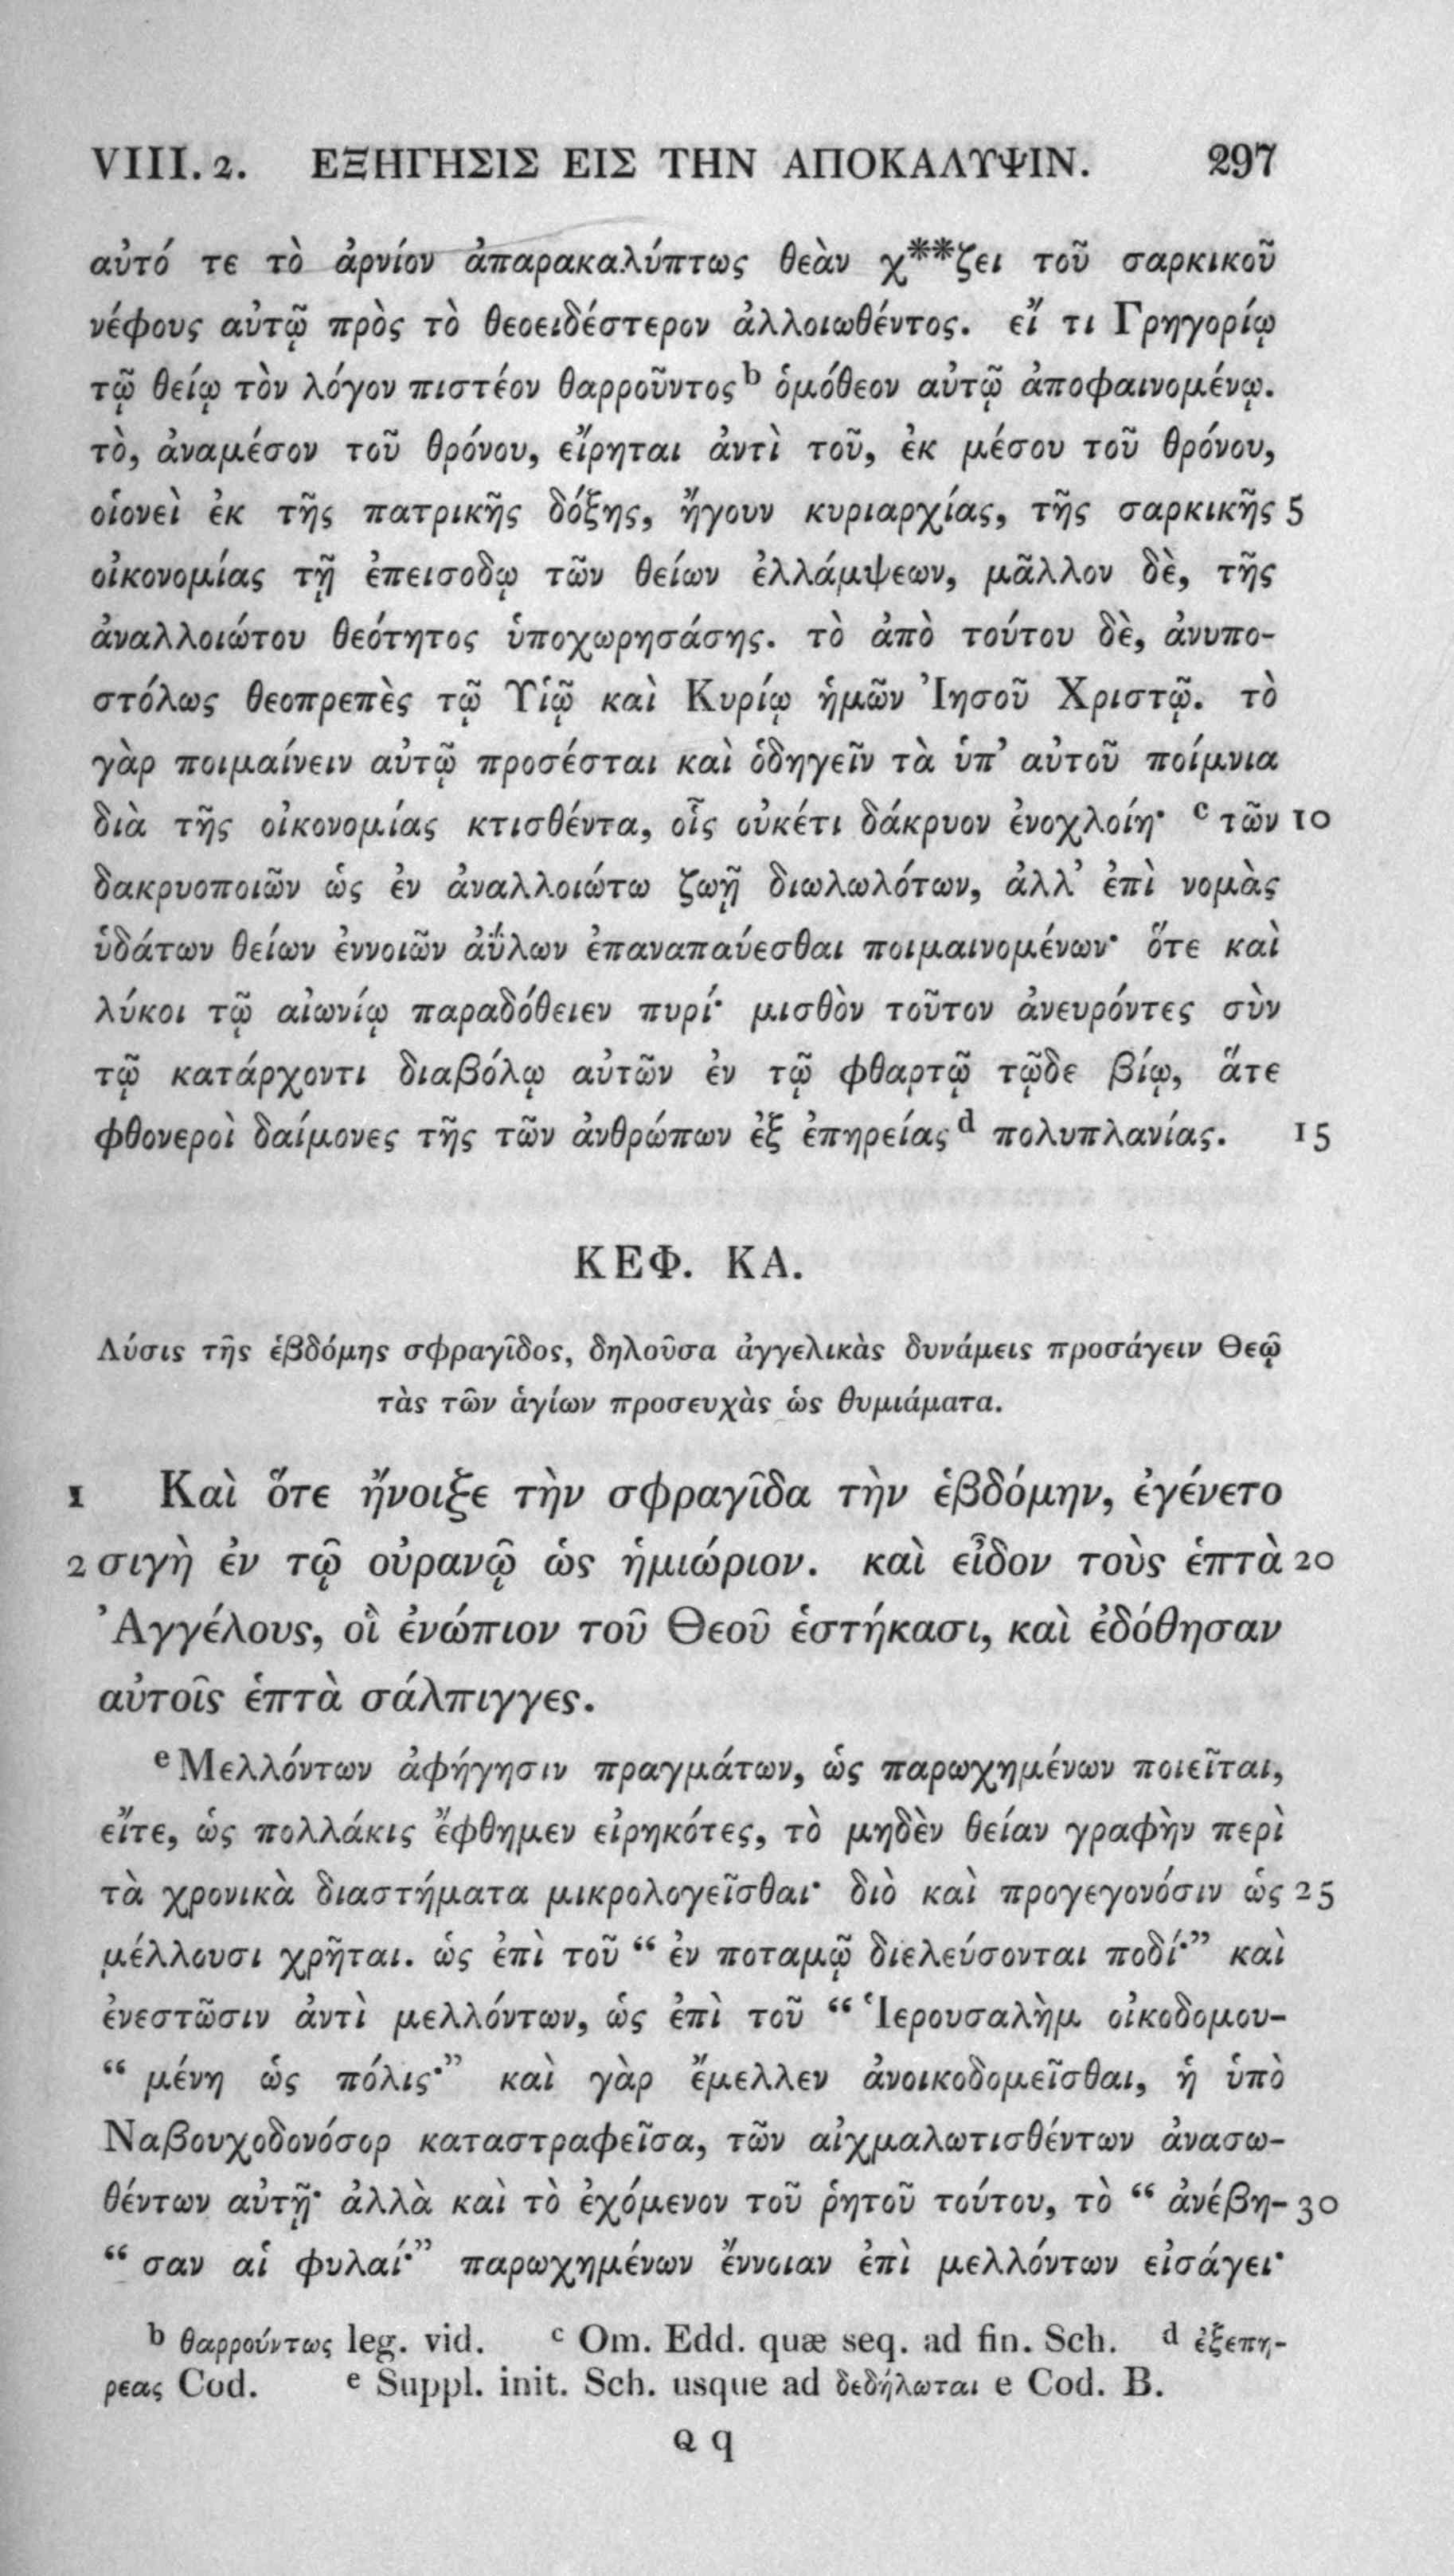 VIII. 2. ΕΞΗΓΗΣΙΣ ΕΙΣ ΤΗΝ ΑΠΟΚΑΛΥΨΙΝ. 297
αὐτό τε τὸ ἀρνίον ἀπαρακαλύπτως θεὰν χ**ζει τοῦ σαρκικοῦ
νέφους αὐτῷ πρὸς τὸ θεοειδέστερον ἀλλοιωθέντος. εἴ τι Γρηγορίῳ
τῷ θείῳ τὸν λόγον πιστέον θαρροῦντος b ὁμόθεον αὐτῷ ἀποφαινομένῳ.
τὸ, ἀναμέσον τοῦ θρόνου, εἴρηται ἀντὶ τοῦ, ἐκ μέσου τοῦ θρόνου,
οἱονεὶ ἐκ τῆς πατρικῆς δόξης, ἤγουν κυριαρχίας, τῆς σαρκικῆς 5
οἰκονομίας τῇ ἐπεισοδῳ τῶν θείων ἐλλάμψεων, μᾶλλον δὲ, τῆς
ἀναλλοιώτου θεότητος ὑποχωρησάσης. τὸ ἀπὸ τούτου δὲ, ἀνυπο-
στόλως θεοπρεπὲς τῷ Υἱῷ καὶ Κυρίῳ ἡμῶν Ἰησοῦ Χριστῷ. τὸ
γὰρ ποιμαίνειν αὐτῷ προσέσται καὶ ὁδηγεῖν τὰ ὑπ' αὐτοῦ ποίμνια
διὰ τῆς οἰκονομίας κτισθέντα, οἷς οὐκέτι δάκρυον ἐνοχλοίη· c τῶν 10
δακρυοποιῶν ὡς ἐν ἀναλλοιώτω ζωῇ διωλωλότων, ἀλλ' ἐπὶ νομὰς
ὑδάτων θείων ἐννοιῶν ἀΰλων ἐπαναπαύεσθαι ποιμαινομένων· ὅτε καὶ
λύκοι τῷ αἰωνίῳ παραδόθειεν πυρί· μισθὸν τοῦτον ἀνευρόντες σὺν
τῷ κατάρχοντι διαβόλῳ αὐτῶν ἐν τῷ φθαρτῷ τῷδε βίῳ, ἅτε
φθονεροὶ δαίμονες τῆς τῶν ἀνθρώπων ἐξ ἐπηρείας d πολυπλανίας. 15
ΚΕΦ. ΚΑ.
Λύσις τῆς ἑβδόμης σφραγῖδος, δηλοῦσα ἀγγελικὰς δυνάμεις προσάγειν Θεῷ
τὰς τῶν ἁγίων προσευχὰς ὡς θυμιάματα.
1 Καὶ ὅτε ἤνοιξε τὴν σφραγῖδα τὴν ἑβδόμην, ἐγένετο
2 σιγὴ ἐν τῷ οὐρανῷ ὡς ἡμιώριον. καὶ εἶδον τοὺς ἑπτὰ 20
Ἀγγέλους, οἳ ἐνώπιον τοῦ Θεοῦ ἑστήκασι, καὶ ἐδόθησαν
αὐτοῖς ἑπτὰ σάλπιγγες.
e Μελλόντων ἀφήγησιν πραγμάτων, ὡς παρωχημένων ποιεῖται,
εἴτε, ὡς πολλάκις ἔφθημεν εἰρηκότες, τὸ μηδὲν θείαν γραφὴν περὶ
τὰ χρονικὰ διαστήματα μικρολογεῖσθαι· διὸ καὶ προγεγονόσιν ὡς 25
μέλλουσι χρῆται. ὡς ἐπὶ τοῦ “ ἐν ποταμῷ διελεύσονται ποδί·” καὶ
ἐνεστῶσιν ἀντὶ μελλόντων, ὡς ἐπὶ τοῦ “ Ἱερουσαλὴμ οἰκοδομου-
“ μένη ὡς πόλις·” καὶ γὰρ ἔμελλεν ἀνοικοδομεῖσθαι, ἡ ὑπὸ
Ναβουχοδονόσορ καταστραφεῖσα, τῶν αἰχμαλωτισθέντων ἀνασω-
θέντων αὐτῇ· ἀλλὰ καὶ τὸ ἐχόμενον τοῦ ῥητοῦ τούτου, τὸ “ ἀνέβη- 30
“ σαν αἱ φυλαί·” παρωχημένων ἔννοιαν ἐπὶ μελλόντων εἰσάγει·
b θαρρούντως leg. vid. c Om. Edd. quæ seq. ad fin. Sch. d ἐξεπη-
ρεας Cod. e Suppl. init. Sch. usque ad δεδήλωται e Cod. B.
Q q